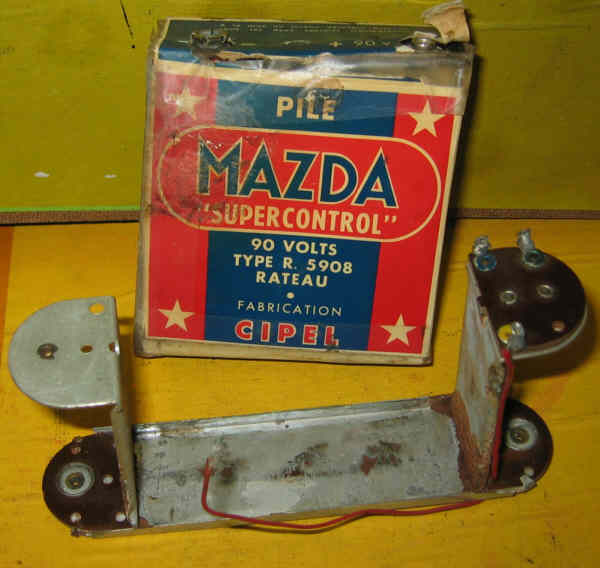 − + 90 V
PILE
MAZDA
"SUPERCONTROL"
90 VOLTS
TYPE R. 5908
RATEAU
FABRICATION
CIPEL